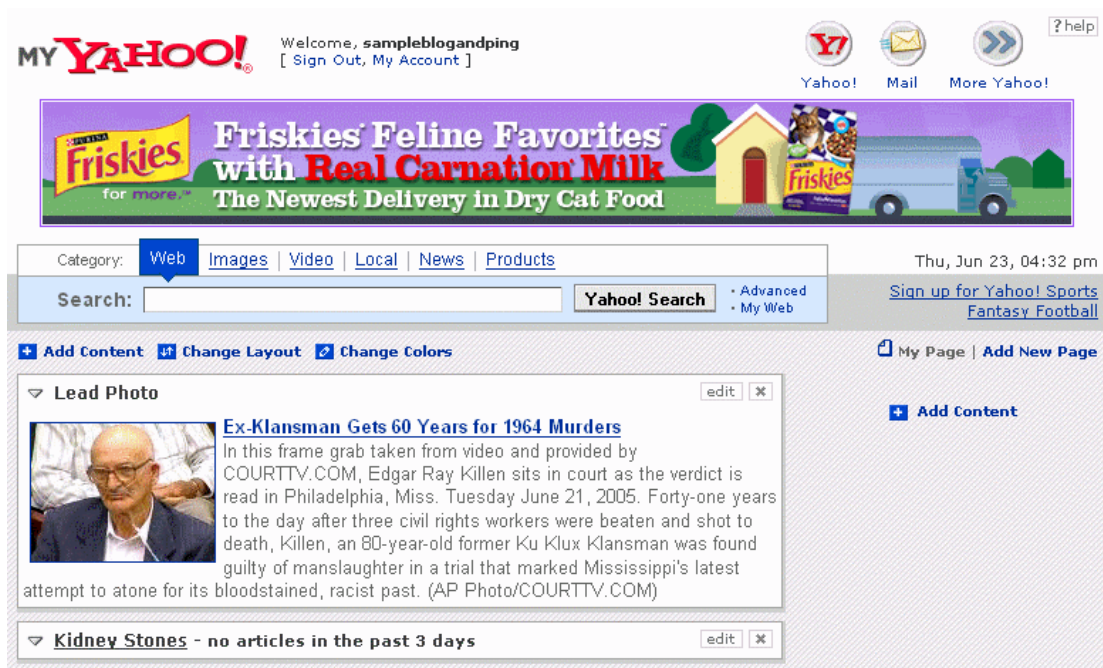 MY YAHOO!®
Welcome, sampleblogandping
[ Sign Out, My Account ]
Y!
Yahoo!
Mail
More Yahoo!
? help
PURINA
Friskies
for more.™
Friskies® Feline Favorites™
with Real Carnation® Milk
The Newest Delivery in Dry Cat Food
Friskies
Category: Web Images | Video | Local | News | Products
Search:
Yahoo! Search
· Advanced
· My Web
Thu, Jun 23, 04:32 pm
Sign up for Yahoo! Sports
Fantasy Football
Add Content Change Layout Change Colors
My Page | Add New Page
Lead Photo
edit
Ex-Klansman Gets 60 Years for 1964 Murders
In this frame grab taken from video and provided by
COURTTV.COM, Edgar Ray Killen sits in court as the verdict is
read in Philadelphia, Miss. Tuesday June 21, 2005. Forty-one years
to the day after three civil rights workers were beaten and shot to
death, Killen, an 80-year-old former Ku Klux Klansman was found
guilty of manslaughter in a trial that marked Mississippi's latest
attempt to atone for its bloodstained, racist past. (AP Photo/COURTTV.COM)
Add Content
Kidney Stones - no articles in the past 3 days
edit